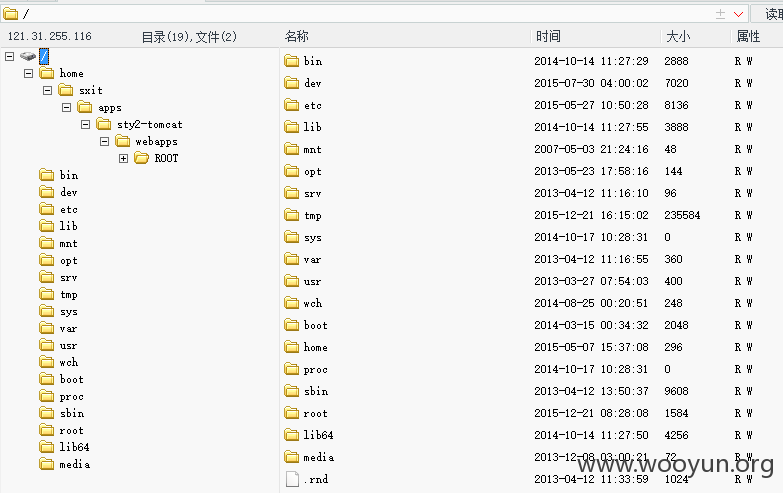 / 读取
121.31.255.116 目录(19),文件(2) 名称 时间 大小 属性
/
home
sxit
apps
sty2-tomcat
webapps
ROOT
bin
dev
etc
lib
mnt
opt
srv
tmp
sys
var
usr
wch
boot
proc
sbin
root
lib64
media
bin 2014-10-14 11:27:29 2888 R W
dev 2015-07-30 04:00:02 7020 R W
etc 2015-05-27 10:50:28 8136 R W
lib 2014-10-14 11:27:55 3888 R W
mnt 2007-05-03 21:24:16 48 R W
opt 2013-05-23 17:58:16 144 R W
srv 2013-04-12 11:16:10 96 R W
tmp 2015-12-21 16:15:02 235584 R W
sys 2014-10-17 10:28:31 0 R W
var 2013-04-12 11:16:55 360 R W
usr 2013-03-27 07:54:03 400 R W
wch 2014-08-25 00:20:51 248 R W
boot 2014-03-15 00:34:32 2048 R W
home 2015-05-07 15:37:08 296 R W
proc 2014-10-17 10:28:31 0 R W
sbin 2013-04-12 13:50:37 9608 R W
root 2015-12-21 08:28:08 1584 R W
lib64 2014-10-14 11:27:50 4256 R W
media 2013-12-08 03:00:21 72 R W
.rnd 2013-04-12 11:33:59 1024 R W
www.wooyun.org